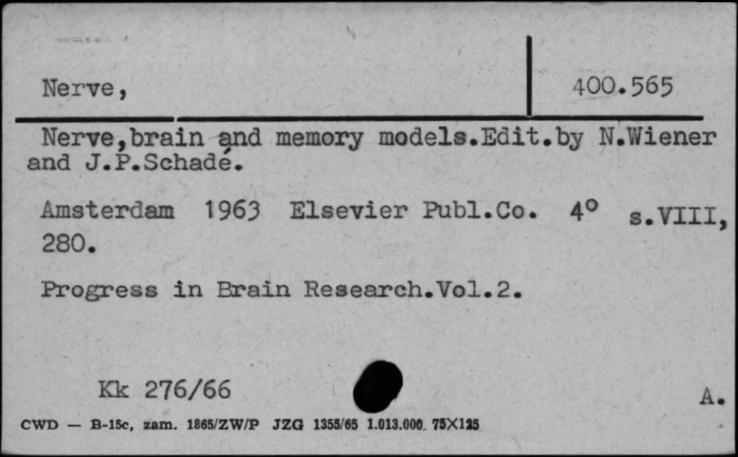 Nerve,
400.565
Nerve,brain and memory models.Edit.by N.Wiener
and J.P.Schadé.
Amsterdam 1963 Elsevier Publ.Co. 4° s.VIII,
280.
Progress in Brain Research.Vol.2.
Kk 276/66
A.
CWD — B-15c, zam. 1865/ZW/P JZG 1355/65 1.013.000. 75X125